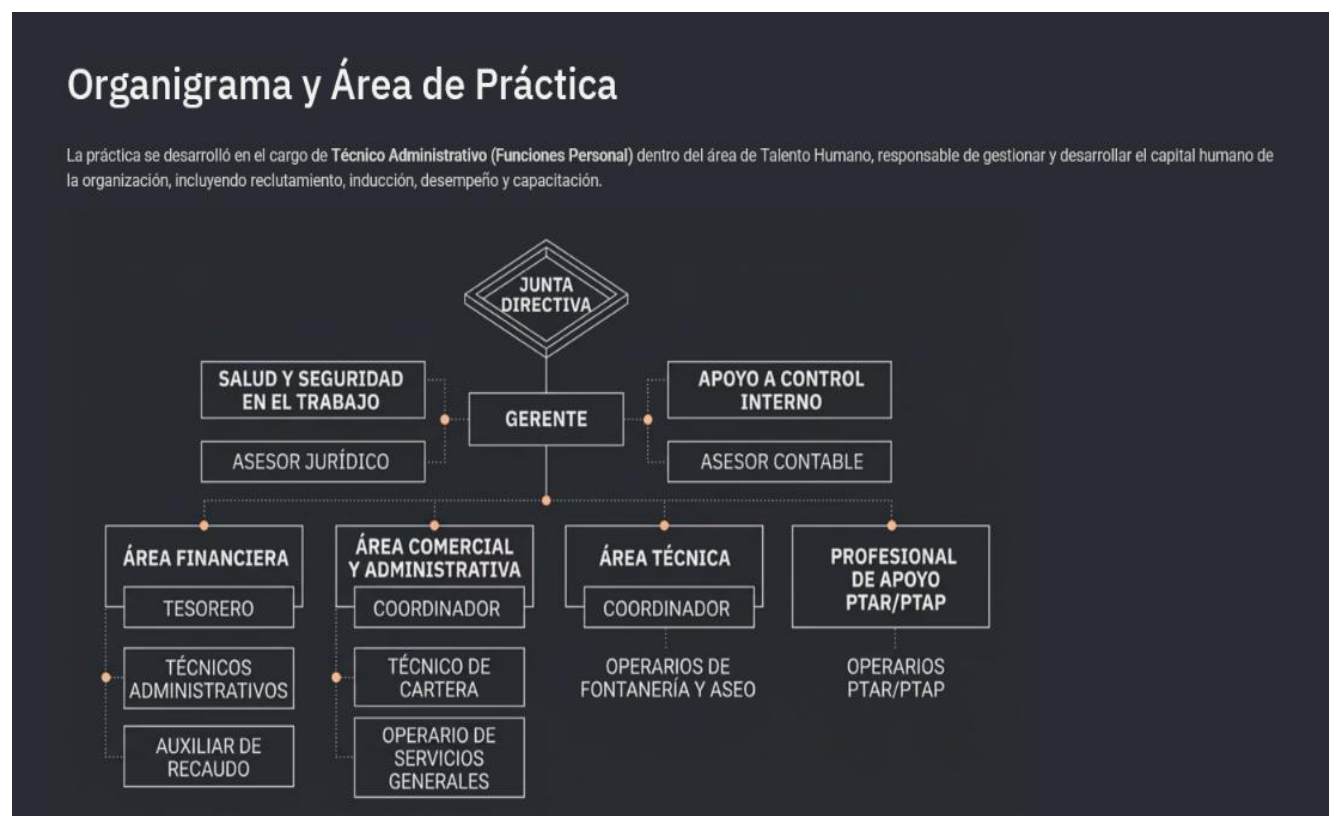 Organigrama y Área de Práctica
La práctica se desarrolló en el cargo de Técnico Administrativo (Funciones Personal) dentro del área de Talento Humano, responsable de gestionar y desarrollar el capital humano de
la organización, incluyendo reclutamiento, inducción, desempeño y capacitación.
JUNTA
DIRECTIVA
SALUD Y SEGURIDAD
EN EL TRABAJO
APOYO A CONTROL
INTERNO
GERENTE
ASESOR JURÍDICO
ASESOR CONTABLE
ÁREA FINANCIERA
TESORERO
TÉCNICOS
ADMINISTRATIVOS
AUXILIAR DE
RECAUDO
ÁREA COMERCIAL
Y ADMINISTRATIVA
COORDINADOR
TÉCNICO DE
CARTERA
OPERARIO DE
SERVICIOS
GENERALES
ÁREA TÉCNICA
COORDINADOR
OPERARIOS DE
FONTANERÍA Y ASEO
PROFESIONAL
DE APOYO
PTAR/PTAP
OPERARIOS
PTAR/PTAP